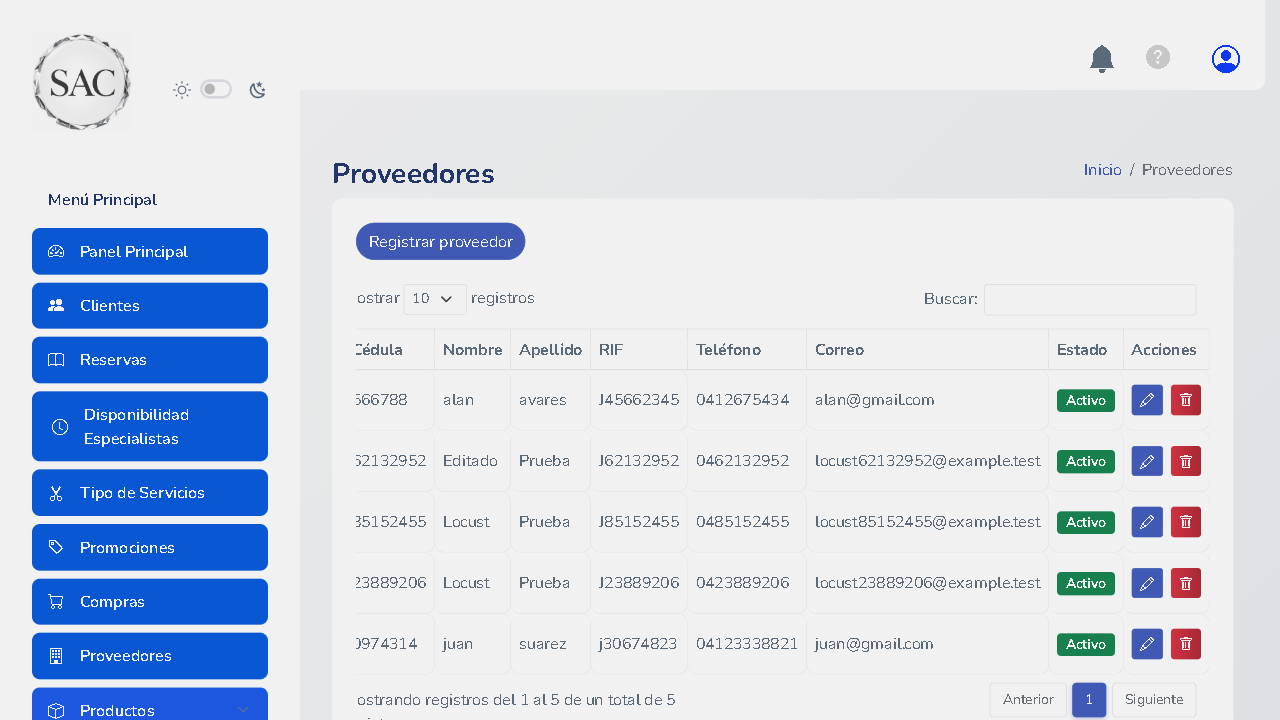 SAC
Proveedores
Inicio / Proveedores
Menú Principal
Panel Principal
Clientes
Reservas
Disponibilidad
Especialistas
Tipo de Servicios
Promociones
Compras
Proveedores
Productos
Registrar proveedor
ostrar 10 registros
Buscar:
Cédula Nombre Apellido RIF Teléfono Correo Estado Acciones
666788 alan avares J45662345 0412675434 alan@gmail.com Activo
62132952 Editado Prueba J62132952 0462132952 locust62132952@example.test Activo
85152455 Locust Prueba J85152455 0485152455 locust85152455@example.test Activo
23889206 Locust Prueba J23889206 0423889206 locust23889206@example.test Activo
0974314 juan suarez j30674823 04123338821 juan@gmail.com Activo
ostrando registros del 1 al 5 de un total de 5
Anterior 1 Siguiente